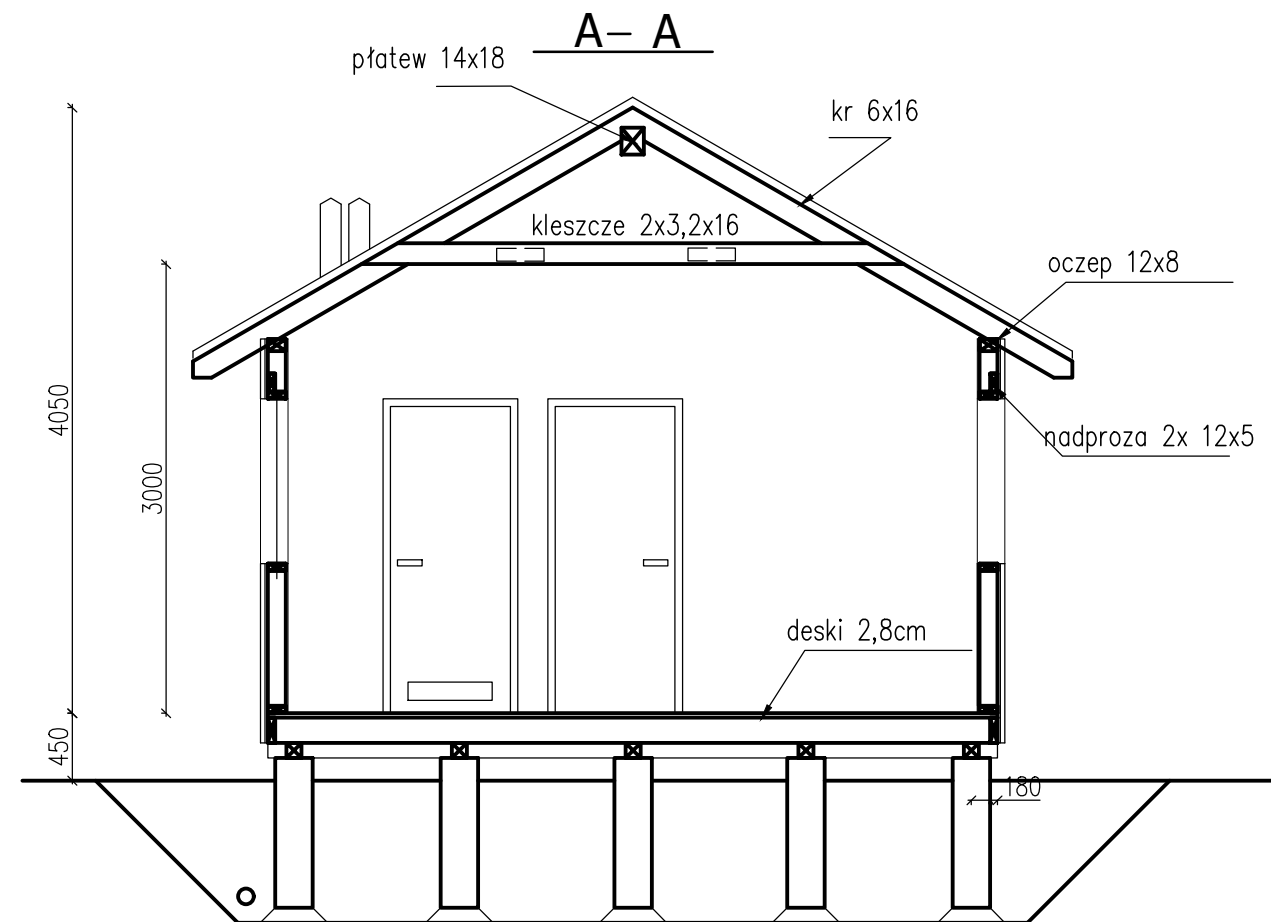 A- A
płatew 14x18
kr 6x16
kleszcze 2x3,2x16
oczep 12x8
4050
3000
nadproza 2x 12x5
deski 2,8cm
450
180